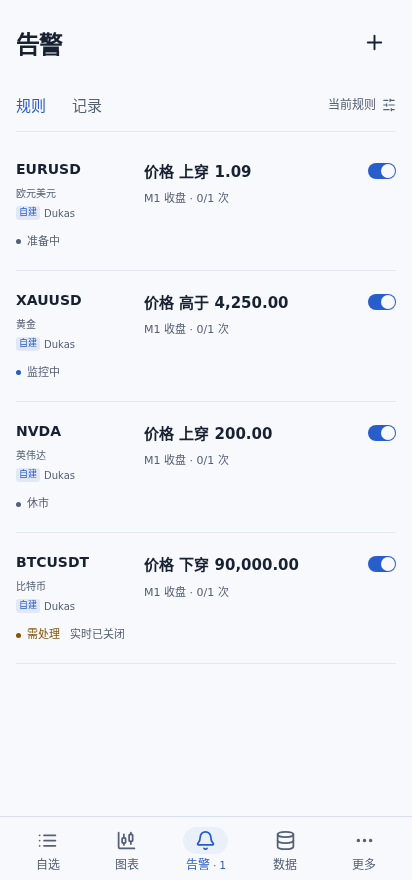 告警
规则 记录 当前规则
EURUSD
欧元美元
自建 Dukas
准备中
价格 上穿 1.09
M1 收盘 · 0/1 次
XAUUSD
黄金
自建 Dukas
监控中
价格 高于 4,250.00
M1 收盘 · 0/1 次
NVDA
英伟达
自建 Dukas
休市
价格 上穿 200.00
M1 收盘 · 0/1 次
BTCUSDT
比特币
自建 Dukas
需处理 实时已关闭
价格 下穿 90,000.00
M1 收盘 · 0/1 次
自选 图表 告警 · 1 数据 更多